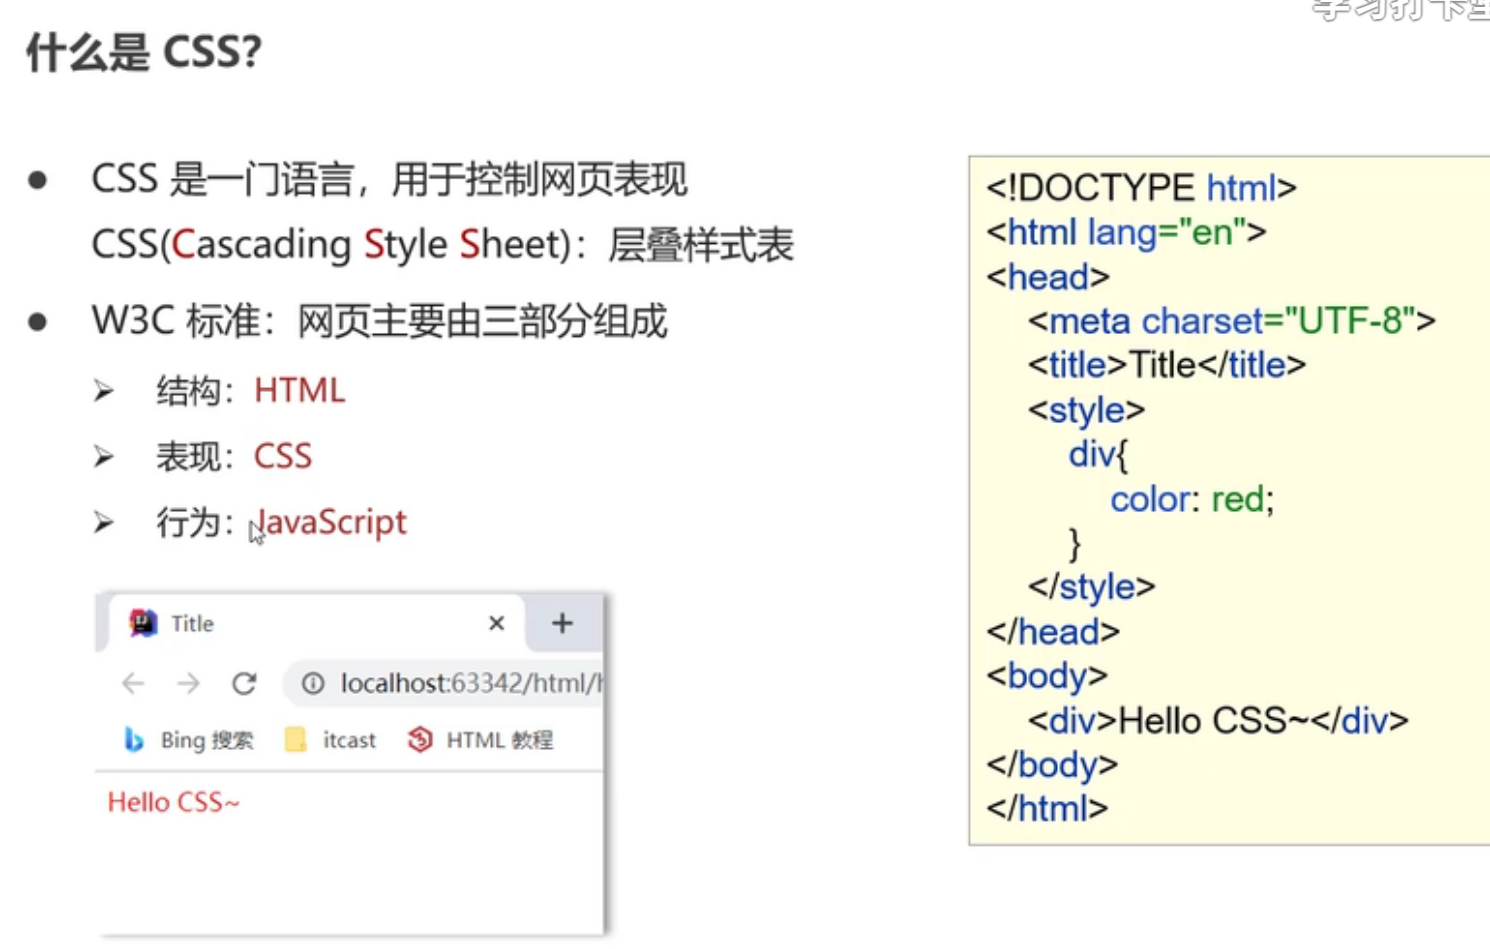 什么是 CSS?
CSS 是一门语言，用于控制网页表现
CSS(Cascading Style Sheet)：层叠样式表
W3C 标准：网页主要由三部分组成
结构：HTML
表现：CSS
行为：JavaScript
Title
localhost:63342/html/
Bing 搜索 itcast HTML 教程
Hello CSS~
<!DOCTYPE html>
<html lang="en">
<head>
<meta charset="UTF-8">
<title>Title</title>
<style>
div{
color: red;
}
</style>
</head>
<body>
<div>Hello CSS~</div>
</body>
</html>